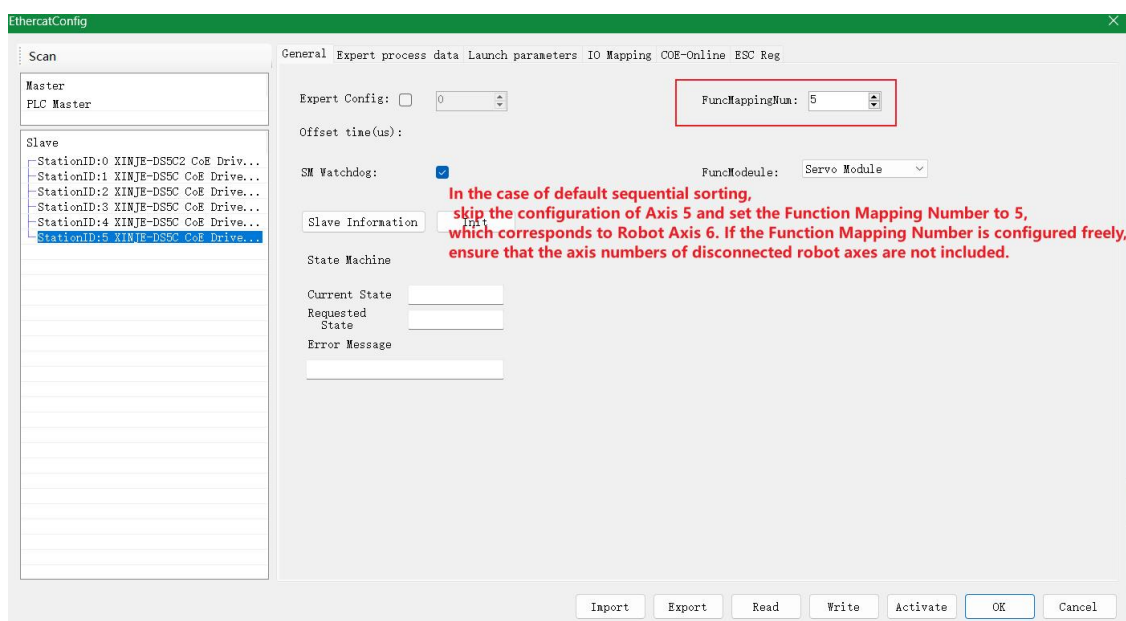 EthercatConfig
Scan
General Expert process data Launch parameters IO Mapping COE-Online ESC Reg
Master
PLC Master
Expert Config: 0
FuncMappingNum: 5
Offset time(us):
Slave
StationID:0 XINJE-DS5C2 CoE Driv...
StationID:1 XINJE-DS5C CoE Drive...
StationID:2 XINJE-DS5C CoE Drive...
StationID:3 XINJE-DS5C CoE Drive...
StationID:4 XINJE-DS5C CoE Drive...
StationID:5 XINJE-DS5C CoE Drive...
SM Watchdog:
FuncModeule: Servo Module
In the case of default sequential sorting,
skip the configuration of Axis 5 and set the Function Mapping Number to 5,
which corresponds to Robot Axis 6. If the Function Mapping Number is configured freely,
ensure that the axis numbers of disconnected robot axes are not included.
Slave Information Init
State Machine
Current State
Requested
State
Error Message
Import Export Read Write Activate OK Cancel